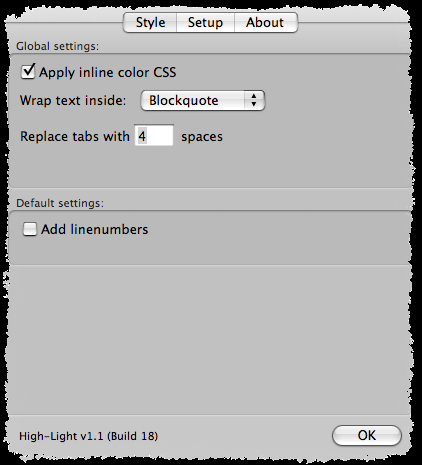 Style Setup About
Global settings:
Apply inline color CSS
Wrap text inside: Blockquote
Replace tabs with 4 spaces
Default settings:
Add linenumbers
High-Light v1.1 (Build 18) OK